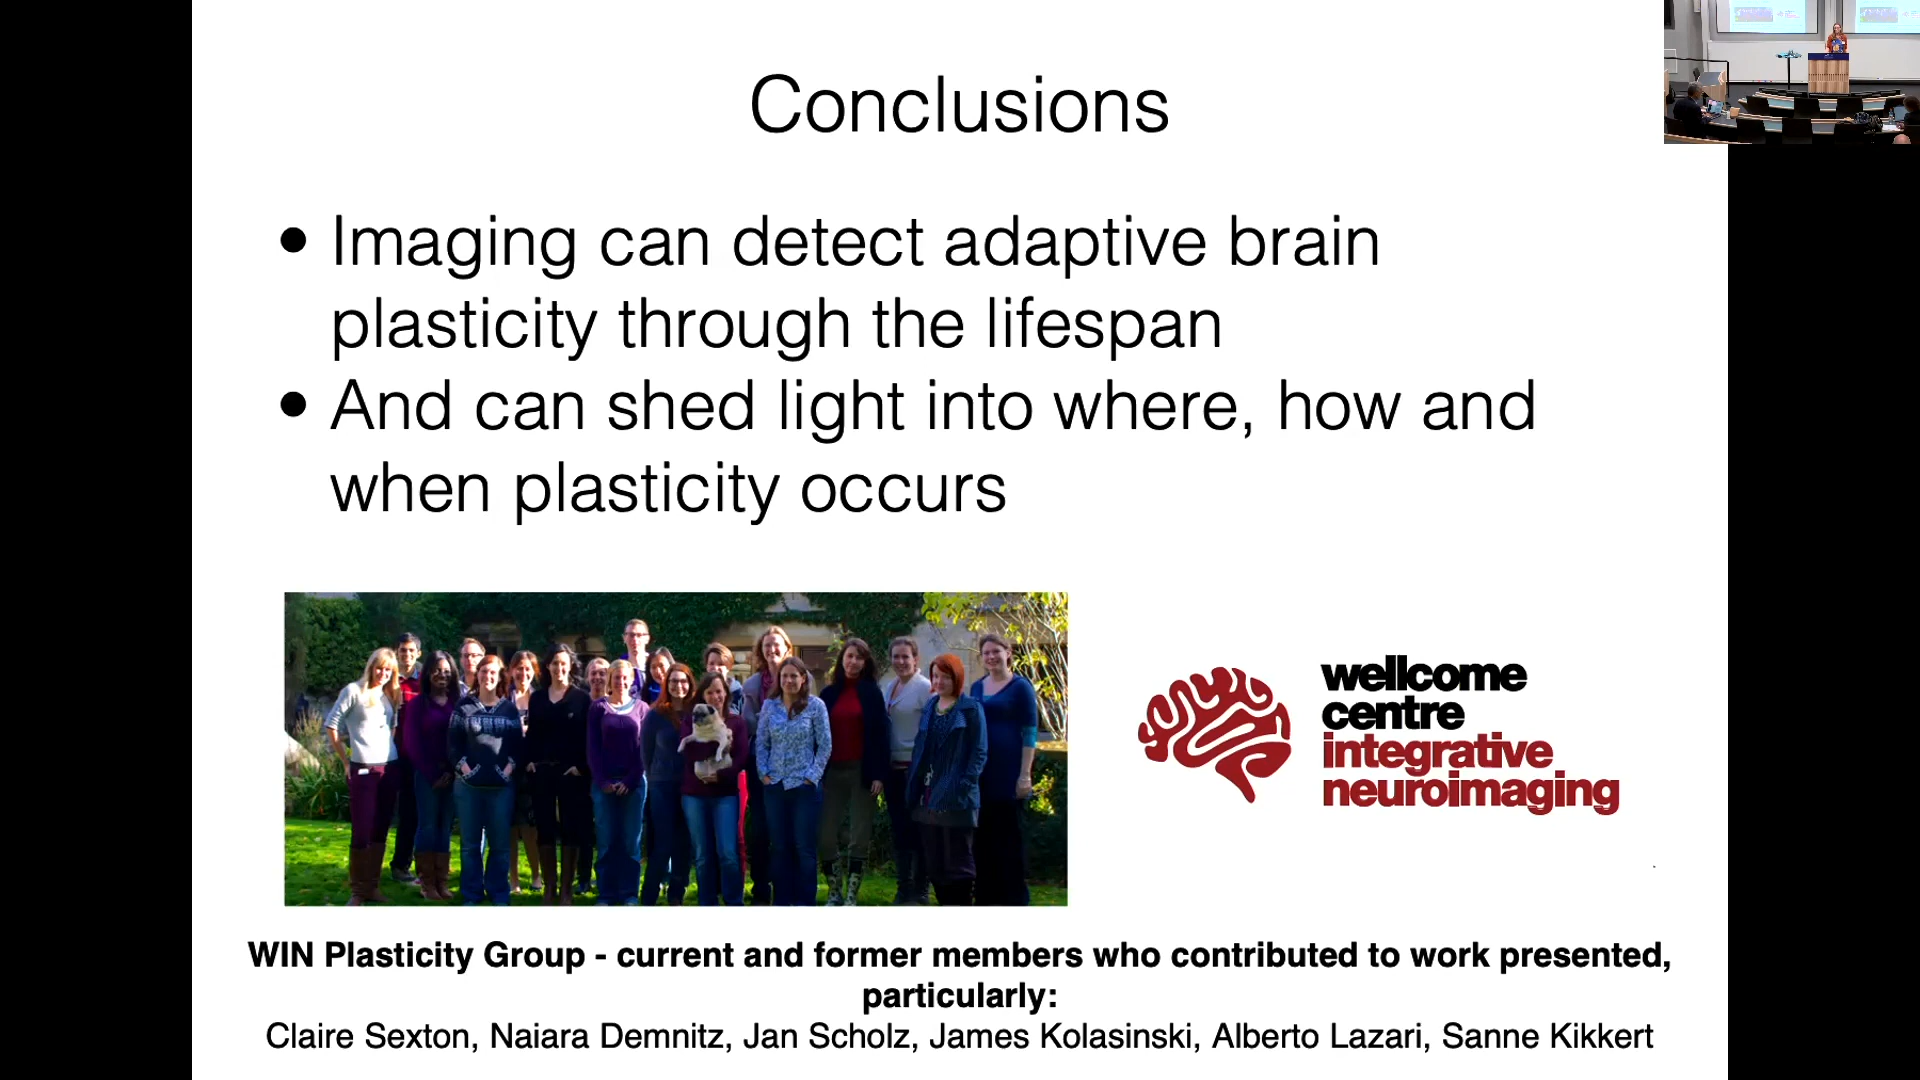 Conclusions
• Imaging can detect adaptive brain
plasticity through the lifespan
• And can shed light into where, how and
when plasticity occurs
wellcome
centre
integrative
neuroimaging
WIN Plasticity Group - current and former members who contributed to work presented,
particularly:
Claire Sexton, Naiara Demnitz, Jan Scholz, James Kolasinski, Alberto Lazari, Sanne Kikkert